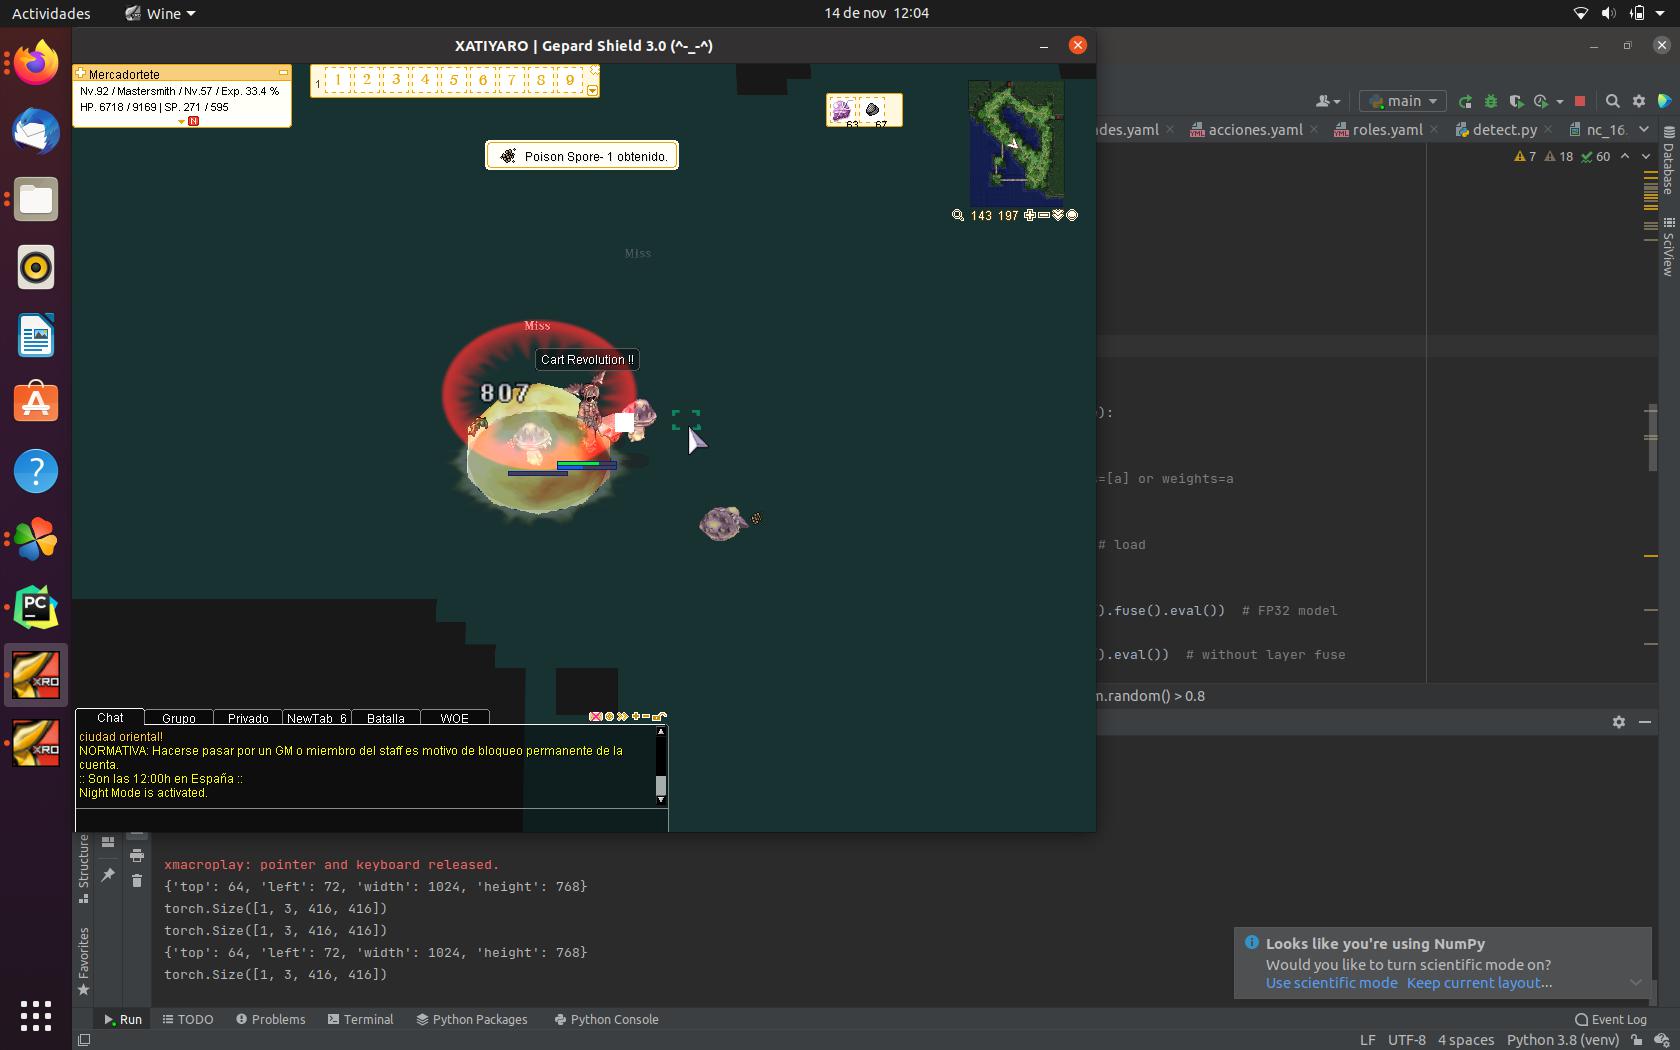 Actividades
Wine
14 de nov 12:04
XATIYARO | Gepard Shield 3.0 (^-_-^)
Mercadortete
Nv.92 / Mastersmith / Nv.57 / Exp. 33.4 %
HP. 6718 / 9169 | SP. 271 / 595
N
1 1 2 3 4 5 6 7 8 9
63 67
Poison Spore- 1 obtenido.
143 197
Miss
Miss
Cart Revolution !!
807
main
des.yaml
acciones.yaml
roles.yaml
detect.py
nc_16.
7 18 60
Database
SciView
):
=[a] or weights=a
# load
).fuse().eval()) # FP32 model
).eval()) # without layer fuse
m.random() > 0.8
Chat Grupo Privado NewTab_6 Batalla WOE
ciudad oriental!
NORMATIVA: Hacerse pasar por un GM o miembro del staff es motivo de bloqueo permanente de la
cuenta.
:: Son las 12:00h en España ::
Night Mode is activated.
PC
XRO
XRO
Structure
Favorites
xmacroplay: pointer and keyboard released.
{'top': 64, 'left': 72, 'width': 1024, 'height': 768}
torch.Size([1, 3, 416, 416])
torch.Size([1, 3, 416, 416])
{'top': 64, 'left': 72, 'width': 1024, 'height': 768}
torch.Size([1, 3, 416, 416])
Looks like you're using NumPy
Would you like to turn scientific mode on?
Use scientific mode Keep current layout...
Run TODO Problems Terminal Python Packages Python Console
Event Log
LF UTF-8 4 spaces Python 3.8 (venv)